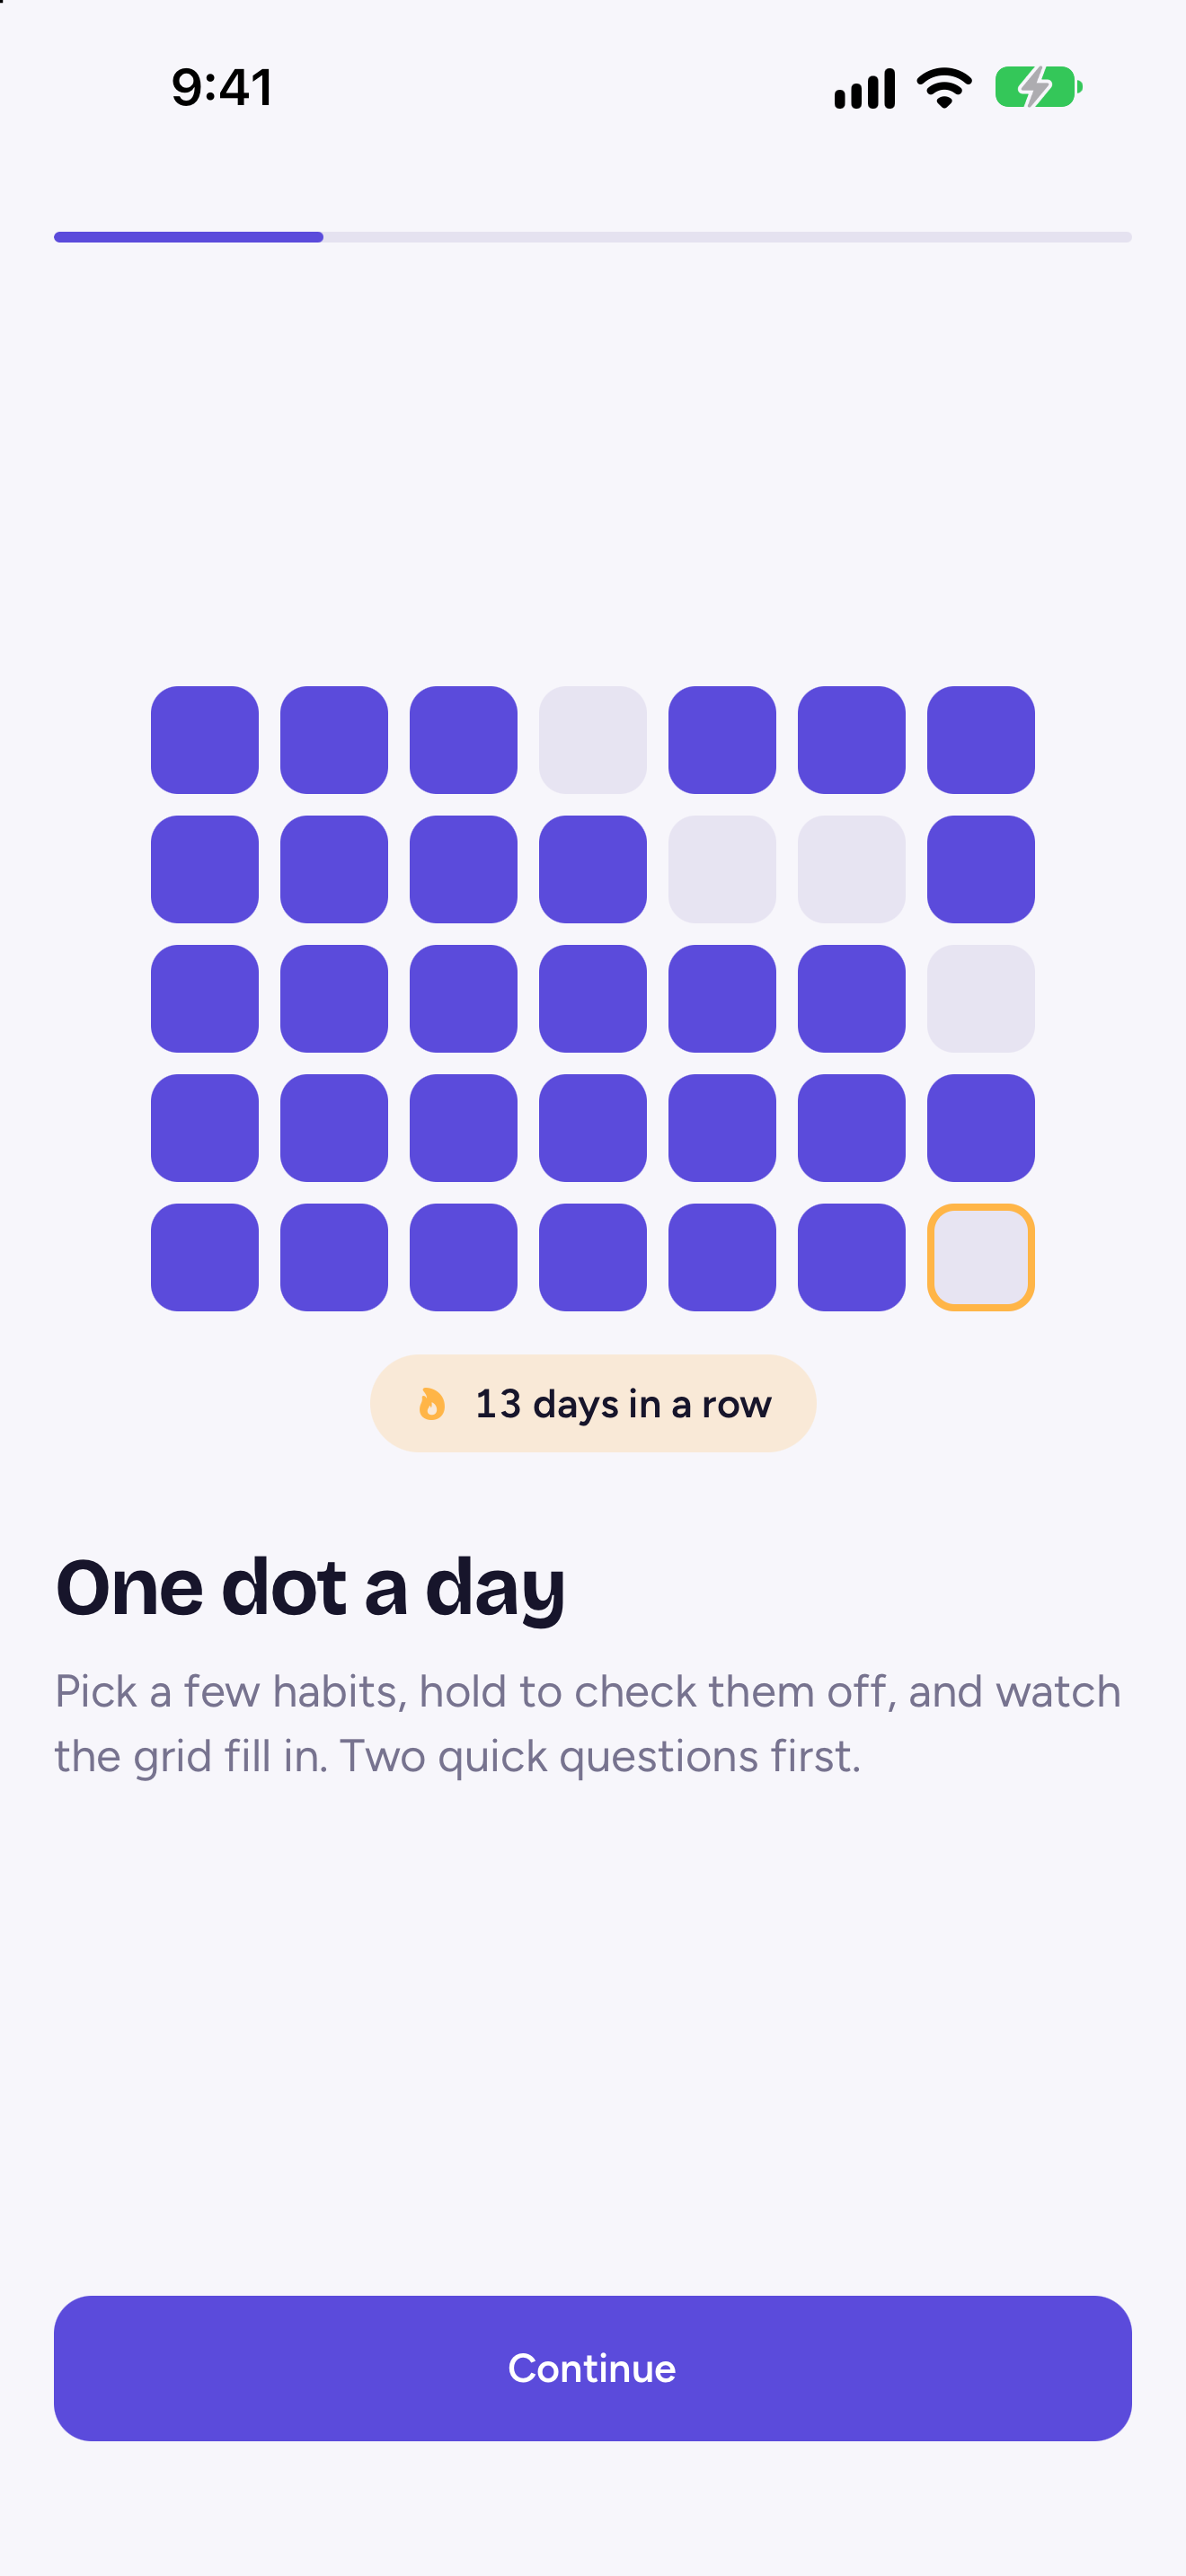 9:41
13 days in a row
One dot a day
Pick a few habits, hold to check them off, and watch
the grid fill in. Two quick questions first.
Continue